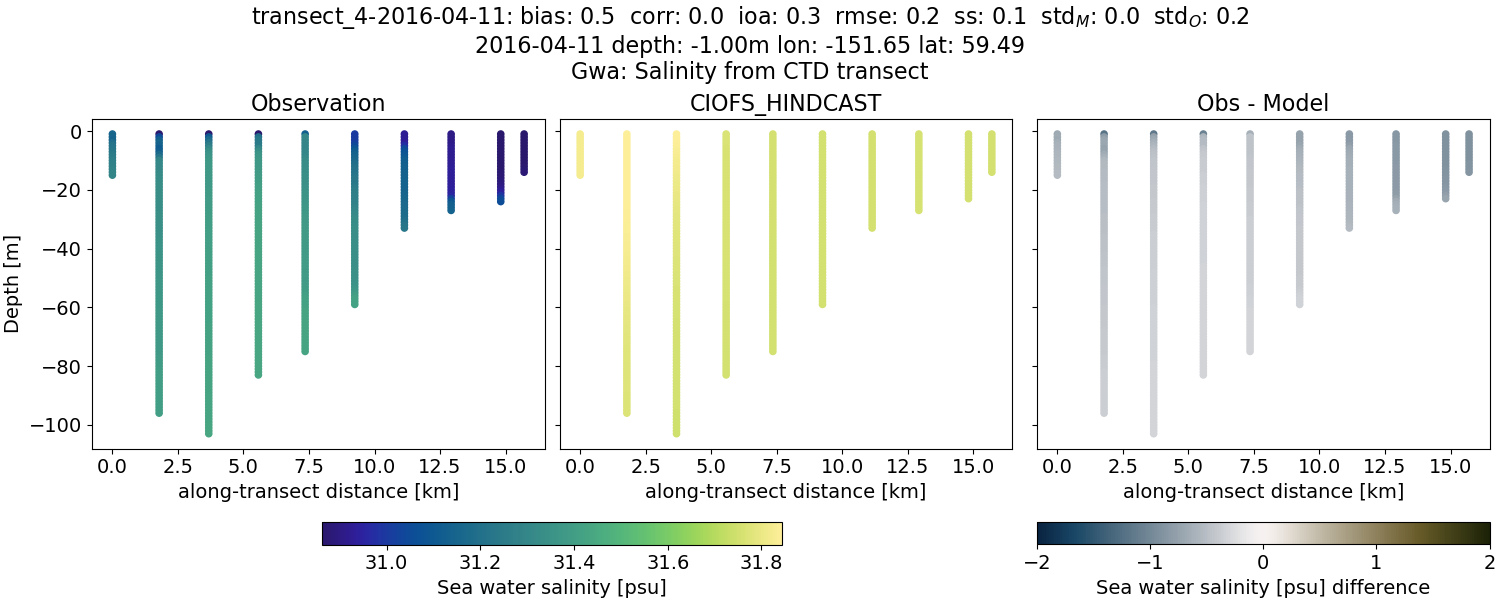 transect_4-2016-04-11: bias: 0.5 corr: 0.0 ioa: 0.3 rmse: 0.2 ss: 0.1 std_M: 0.0 std_O: 0.2
2016-04-11 depth: -1.00m lon: -151.65 lat: 59.49
Gwa: Salinity from CTD transect
Observation CIOFS_HINDCAST Obs - Model
Depth [m]
0
−20
−40
−60
−80
−100
0.0 2.5 5.0 7.5 10.0 12.5 15.0 0.0 2.5 5.0 7.5 10.0 12.5 15.0 0.0 2.5 5.0 7.5 10.0 12.5 15.0
along-transect distance [km] along-transect distance [km] along-transect distance [km]
31.0 31.2 31.4 31.6 31.8 −2 −1 0 1 2
Sea water salinity [psu] Sea water salinity [psu] difference